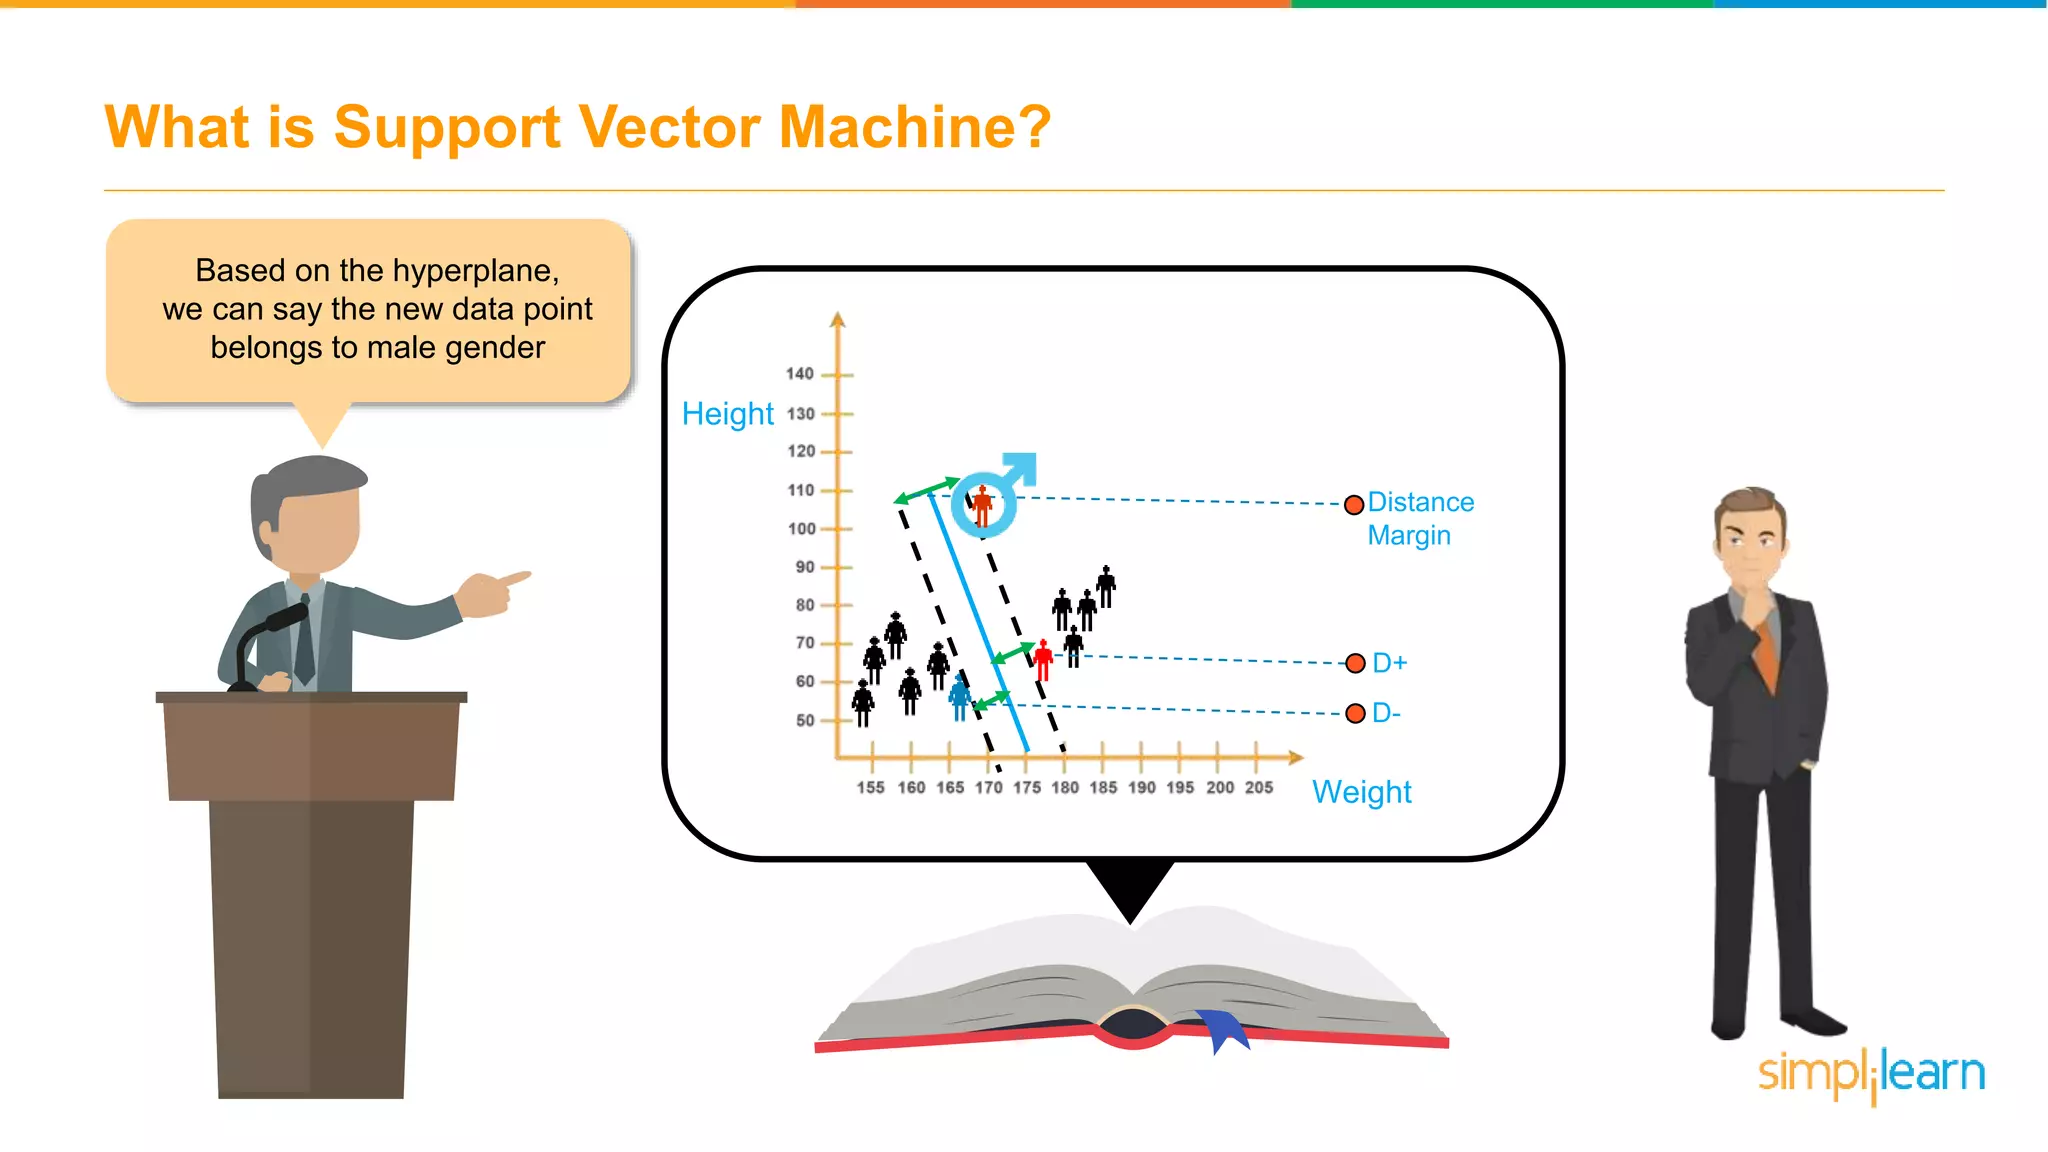 What is Support Vector Machine?
Based on the hyperplane,
we can say the new data point
belongs to male gender
140
Height
130
120
110
100
90
80
70
60
50
Distance
Margin
D+
D-
155 160 165 170 175 180 185 190 195 200 205
Weight
simplilearn